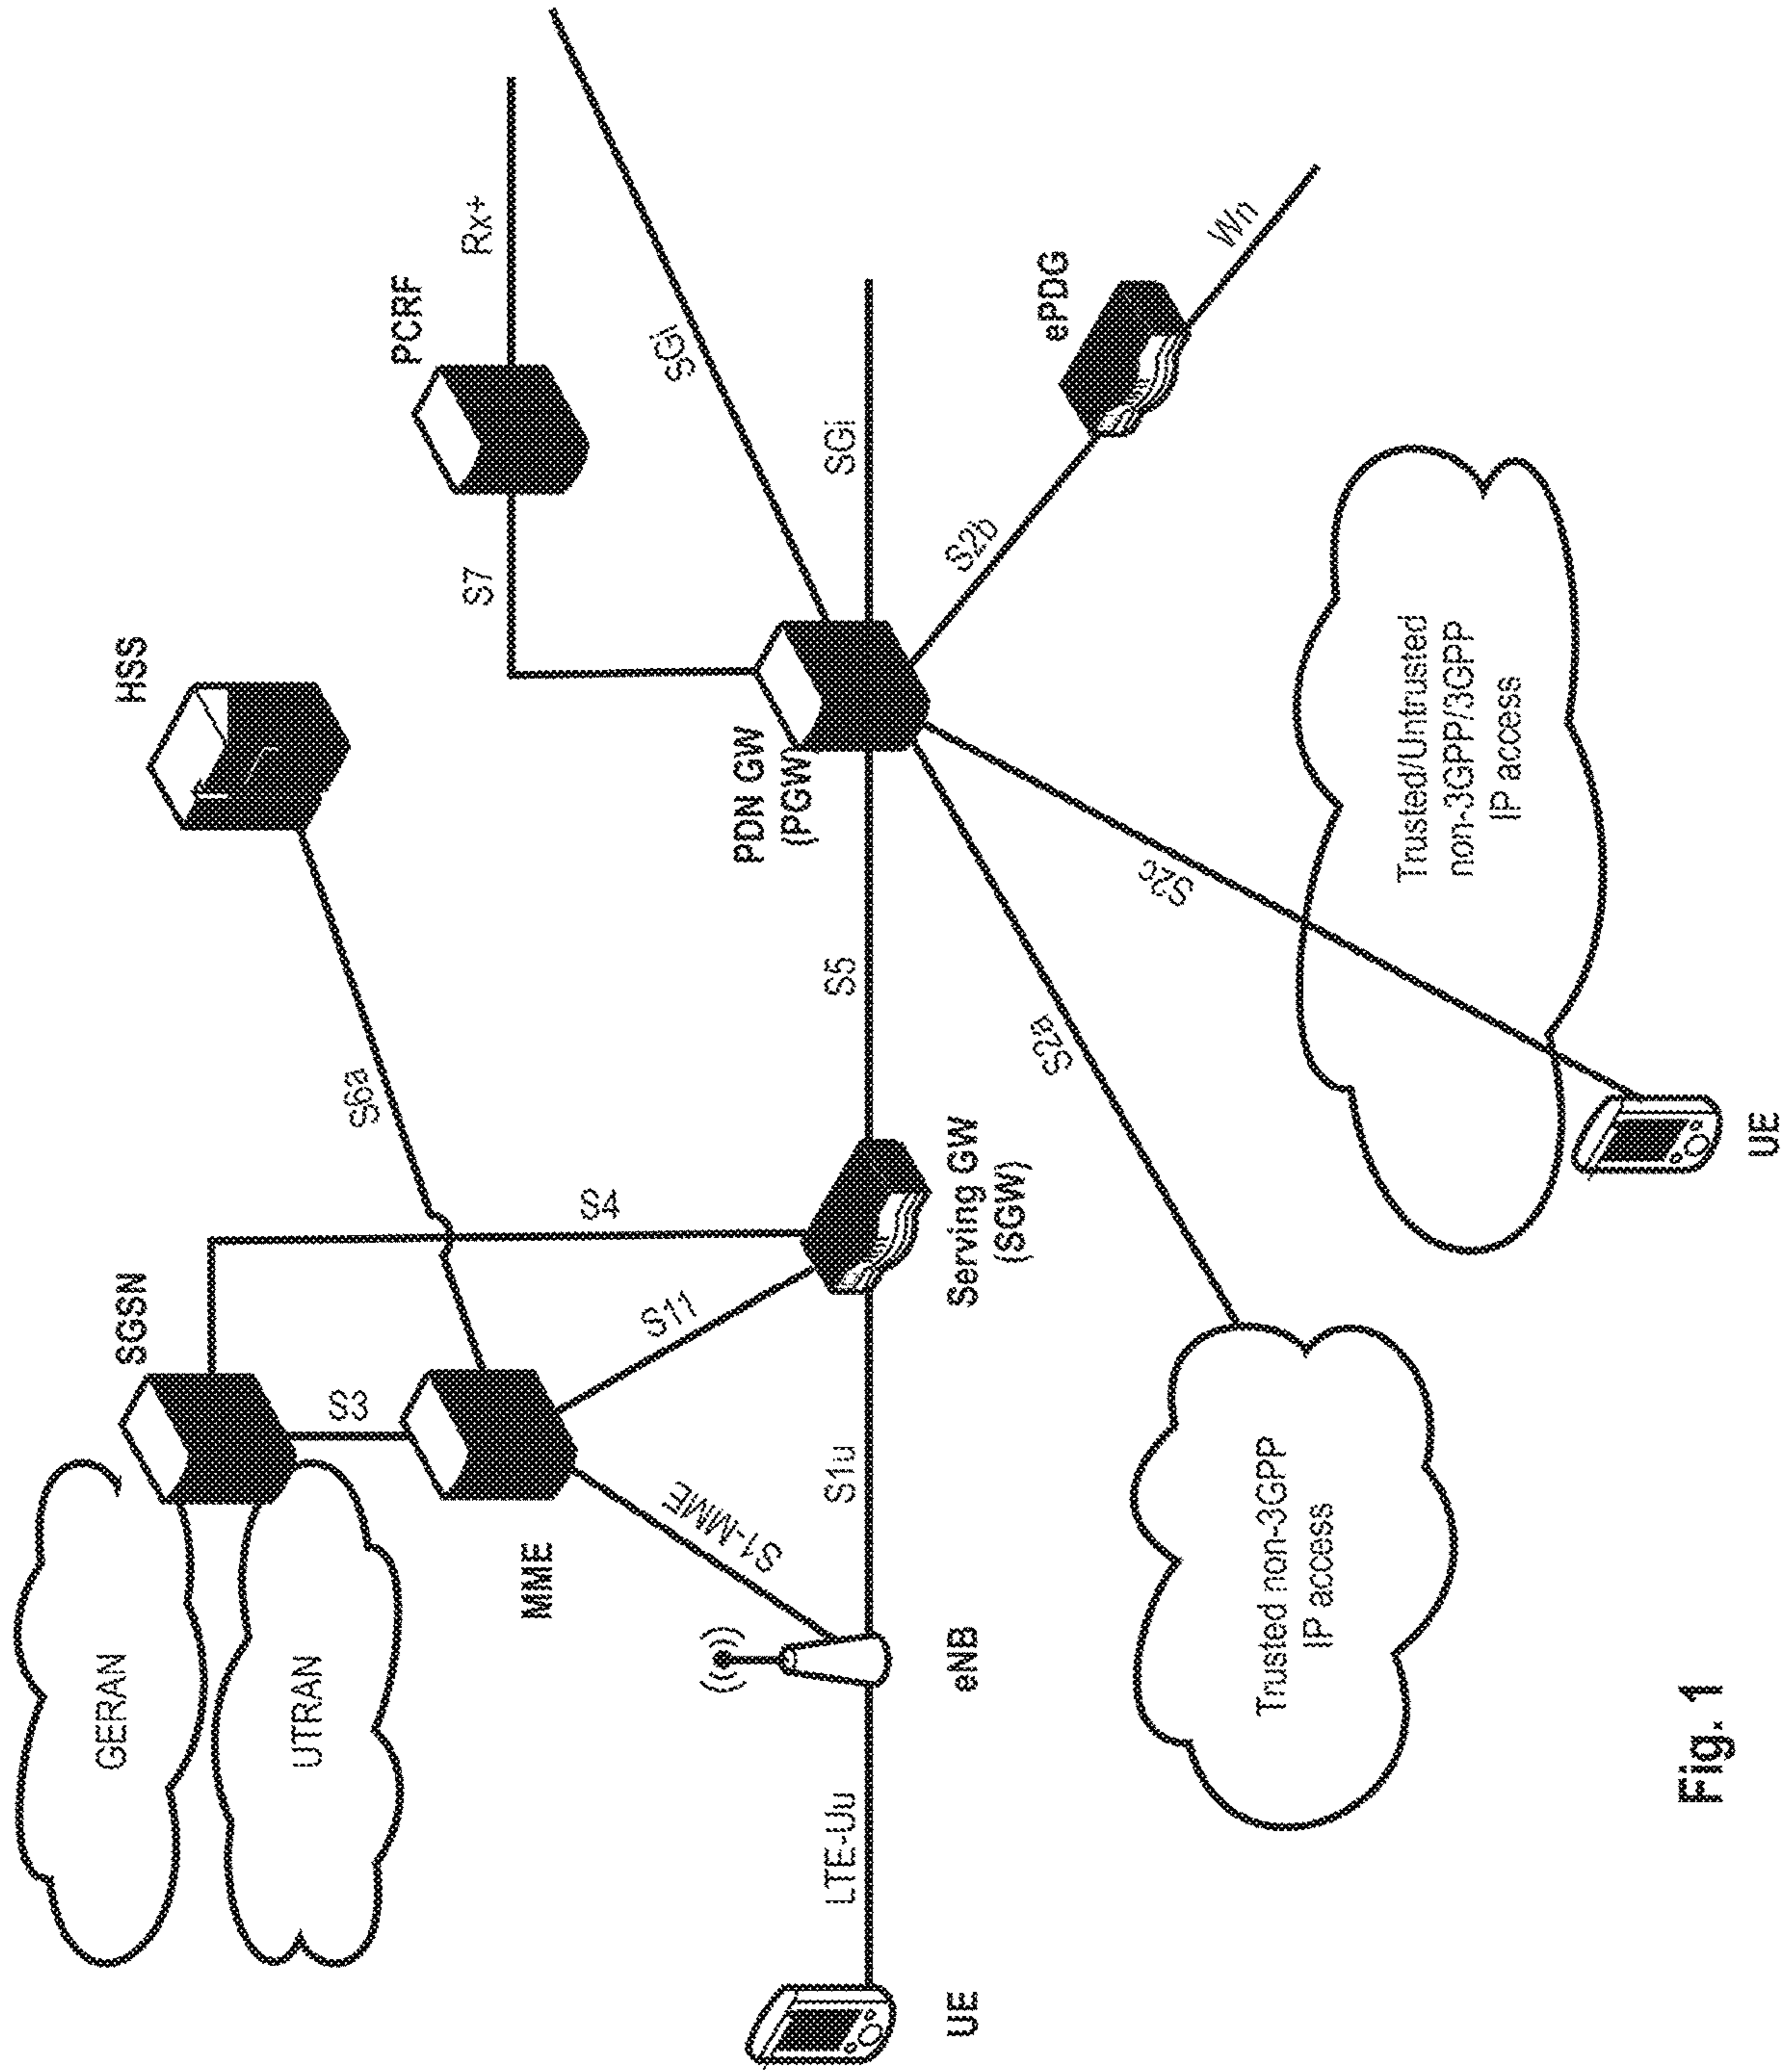 GERAN
UTRAN
SGSN
HSS
S3
S6a
MME
S4
S11
S1-MME
PCRF
S7
Rx+
SGi
UE
LTE-Uu
eNB
S1u
Serving GW
(SGW)
S5
PDN GW
(PGW)
SGi
S2a
S2c
S2b
ePDG
Wn
Trusted non-3GPP
IP access
Trusted/Untrusted
non-3GPP/3GPP
IP access
UE
Fig. 1